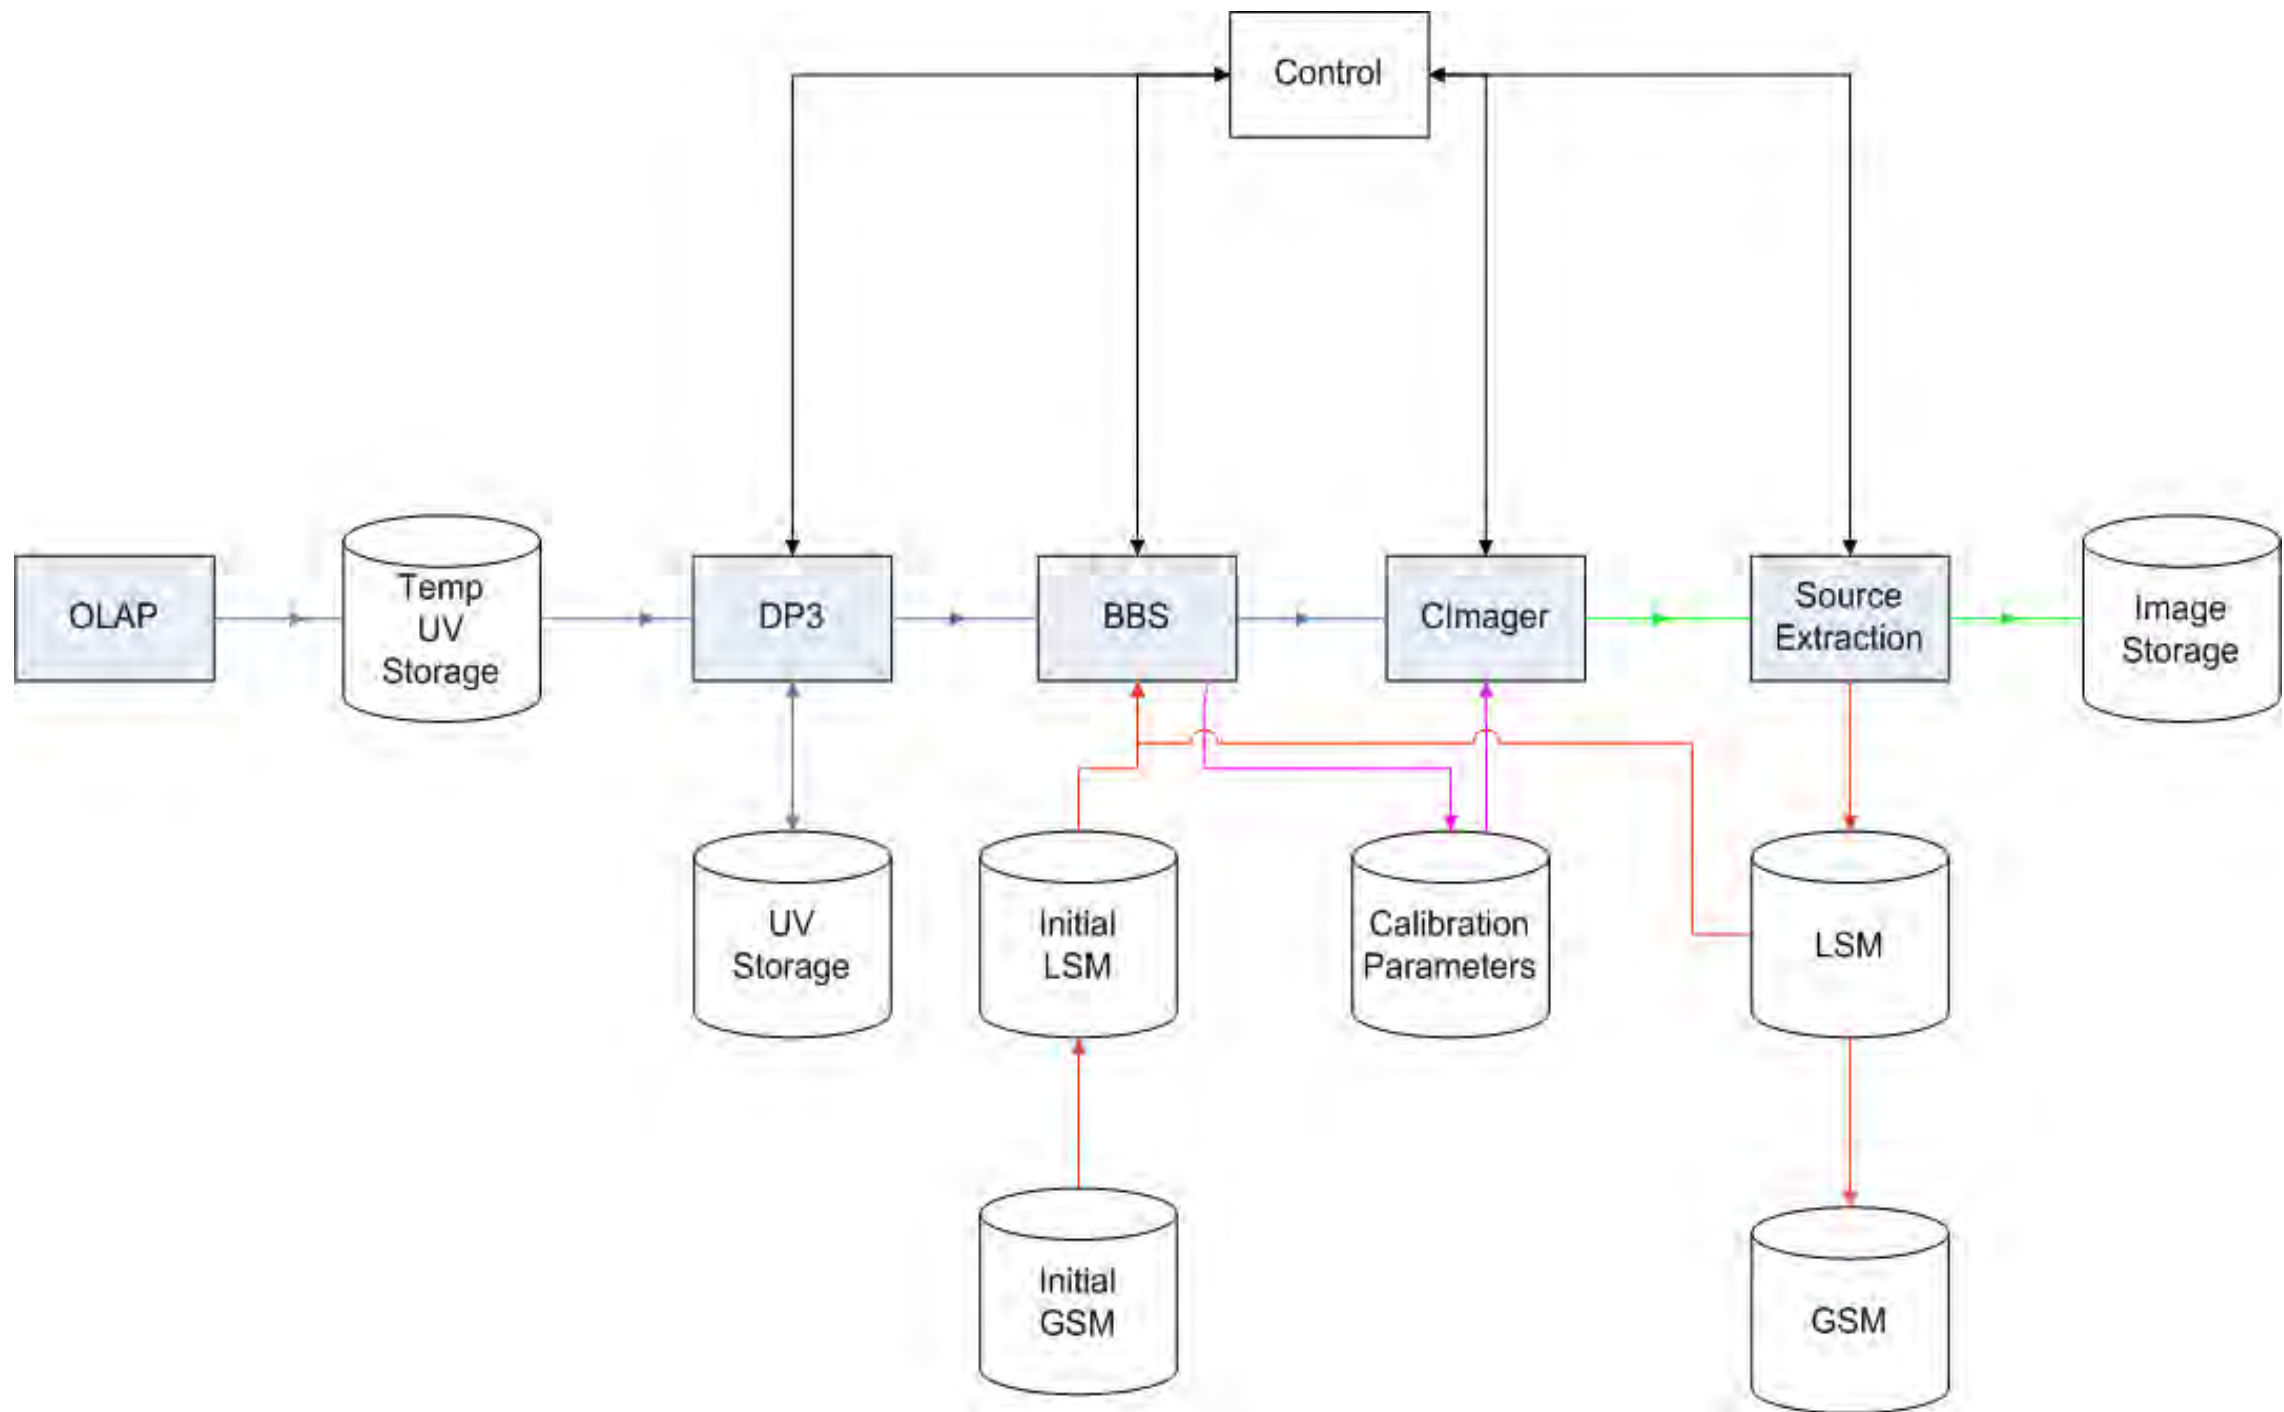 Control
OLAP
Temp
UV
Storage
DP3
BBS
CImager
Source
Extraction
Image
Storage
UV
Storage
Initial
LSM
Calibration
Parameters
LSM
Initial
GSM
GSM